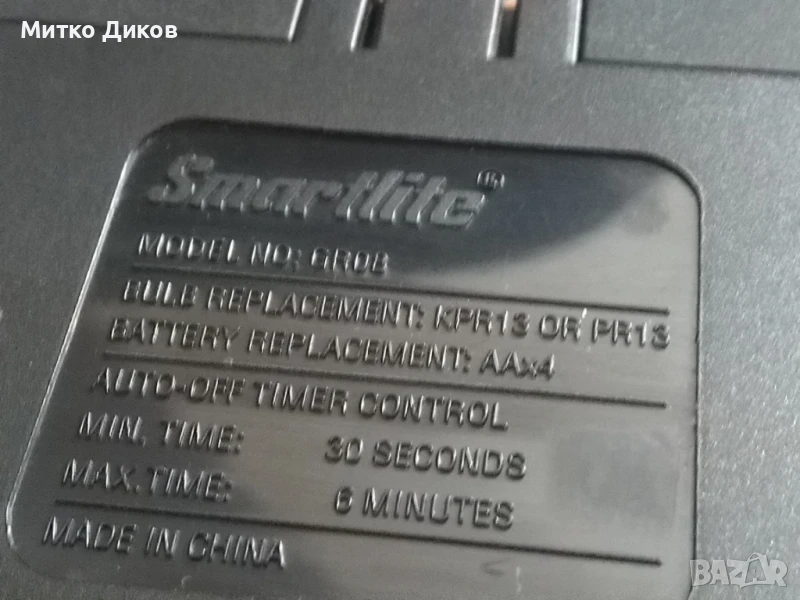 Митко Диков
Smartlite®
MODEL NO: GR08
BULB REPLACEMENT: KPR13 OR PR13
BATTERY REPLACEMENT: AAx4
AUTO-OFF TIMER CONTROL
MIN. TIME: 30 SECONDS
MAX. TIME: 6 MINUTES
MADE IN CHINA
BAZAR